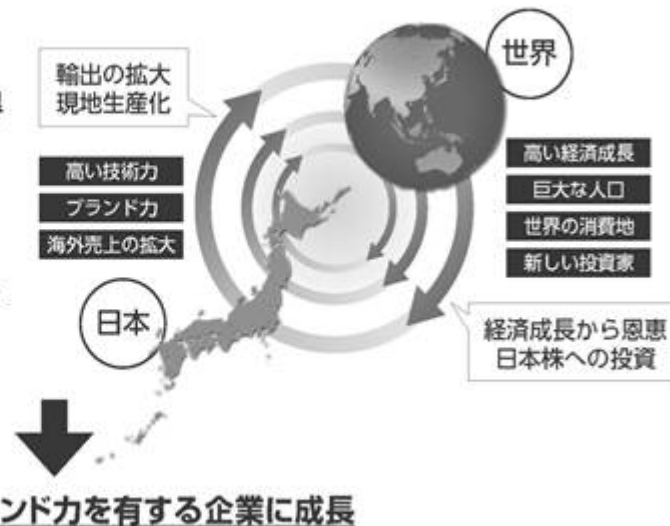 世界
輸出の拡大
現地生産化
高い技術力
ブランド力
海外売上の拡大
高い経済成長
巨大な人口
世界の消費地
新しい投資家
日本
経済成長から恩恵
日本株への投資
ンド力を有する企業に成長